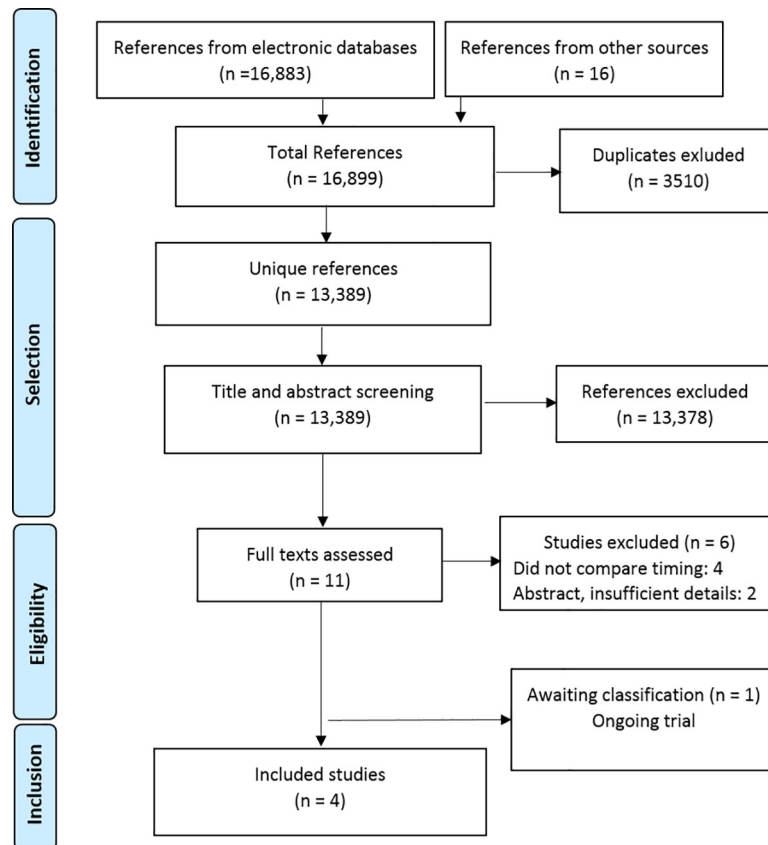 Identification
References from electronic databases
(n =16,883)
References from other sources
(n = 16)
Total References
(n = 16,899)
Duplicates exluded
(n = 3510)
Selection
Unique references
(n = 13,389)
Title and abstract screening
(n = 13,389)
References excluded
(n = 13,378)
Eligibility
Full texts assessed
(n = 11)
Studies excluded (n = 6)
Did not compare timing: 4
Abstract, insufficient details: 2
Awaiting classification (n = 1)
Ongoing trial
Inclusion
Included studies
(n = 4)